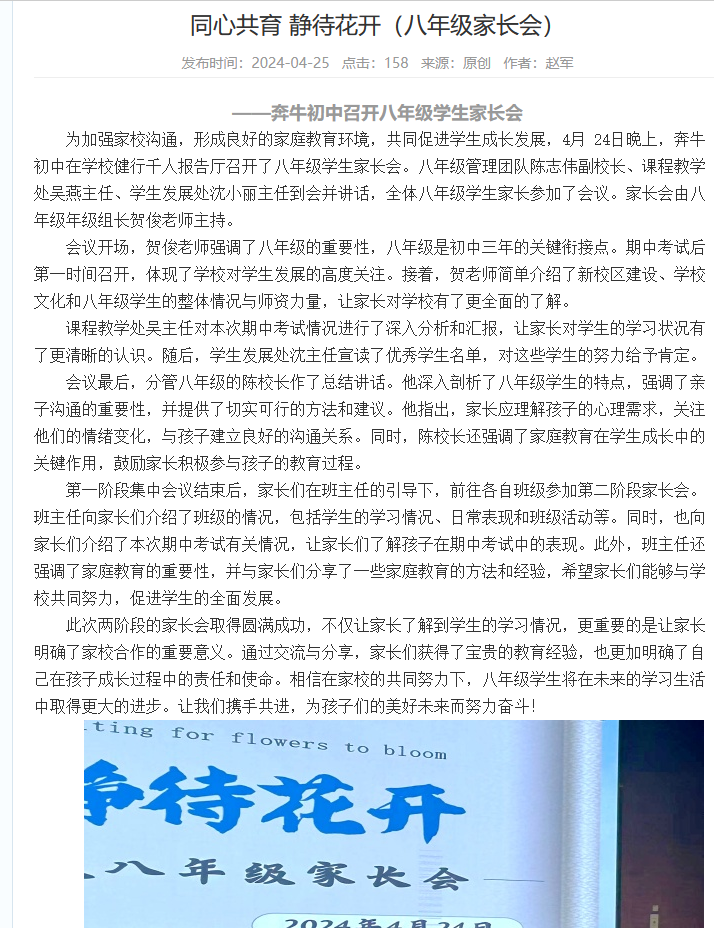 同心共育 静待花开（八年级家长会）
发布时间：2024-04-25 点击：158 来源：原创 作者：赵军
——奔牛初中召开八年级学生家长会
为加强家校沟通，形成良好的家庭教育环境，共同促进学生成长发展，4月 24日晚上，奔牛
初中在学校健行千人报告厅召开了八年级学生家长会。八年级管理团队陈志伟副校长、课程教学
处吴燕主任、学生发展处沈小丽主任到会并讲话，全体八年级学生家长参加了会议。家长会由八
年级年级组长贺俊老师主持。
会议开场，贺俊老师强调了八年级的重要性，八年级是初中三年的关键衔接点。期中考试后
第一时间召开，体现了学校对学生发展的高度关注。接着，贺老师简单介绍了新校区建设、学校
文化和八年级学生的整体情况与师资力量，让家长对学校有了更全面的了解。
课程教学处吴主任对本次期中考试情况进行了深入分析和汇报，让家长对学生的学习状况有
了更清晰的认识。随后，学生发展处沈主任宣读了优秀学生名单，对这些学生的努力给予肯定。
会议最后，分管八年级的陈校长作了总结讲话。他深入剖析了八年级学生的特点，强调了亲
子沟通的重要性，并提供了切实可行的方法和建议。他指出，家长应理解孩子的心理需求，关注
他们的情绪变化，与孩子建立良好的沟通关系。同时，陈校长还强调了家庭教育在学生成长中的
关键作用，鼓励家长积极参与孩子的教育过程。
第一阶段集中会议结束后，家长们在班主任的引导下，前往各自班级参加第二阶段家长会。
班主任向家长们介绍了班级的情况，包括学生的学习情况、日常表现和班级活动等。同时，也向
家长们介绍了本次期中考试有关情况，让家长们了解孩子在期中考试中的表现。此外，班主任还
强调了家庭教育的重要性，并与家长们分享了一些家庭教育的方法和经验，希望家长们能够与学
校共同努力，促进学生的全面发展。
此次两阶段的家长会取得圆满成功，不仅让家长了解到学生的学习情况，更重要的是让家长
明确了家校合作的重要意义。通过交流与分享，家长们获得了宝贵的教育经验，也更加明确了自
己在孩子成长过程中的责任和使命。相信在家校的共同努力下，八年级学生将在未来的学习生活
中取得更大的进步。让我们携手共进，为孩子们的美好未来而努力奋斗！
iting for flowers to bloom
静待花开
八年级家长会
2024年4月24日